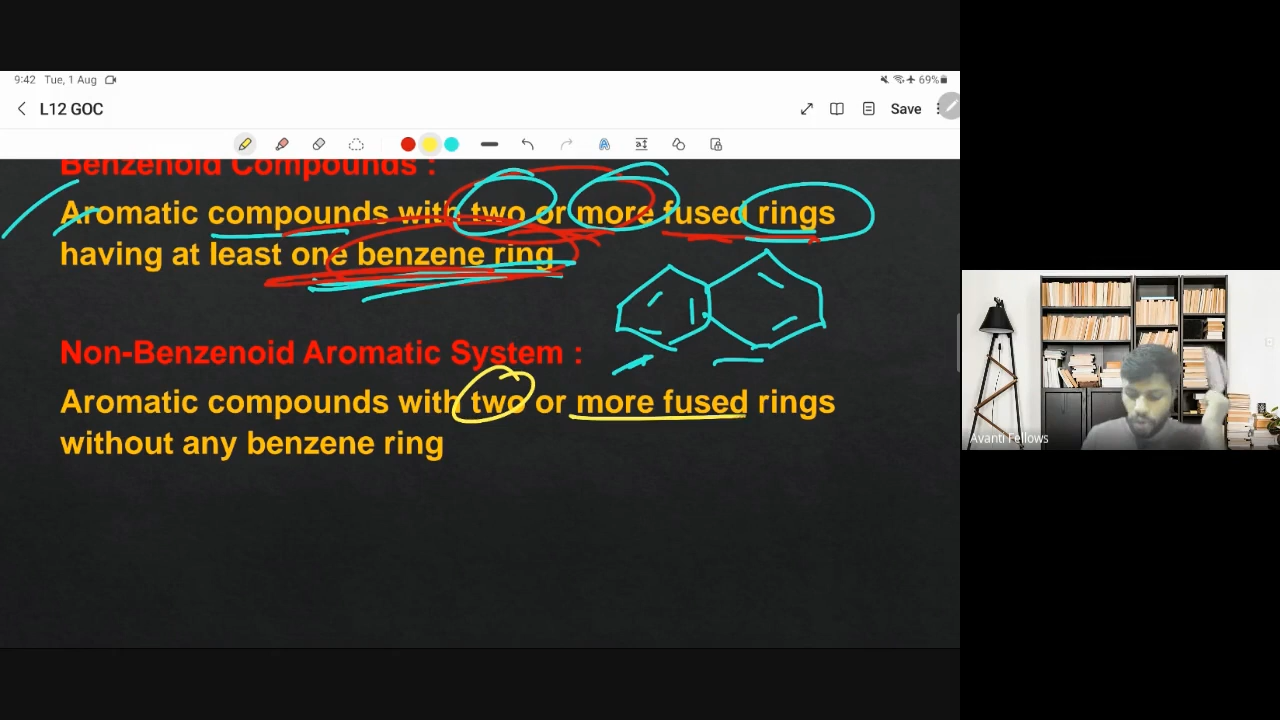 9:42 Tue, 1 Aug 69%
L12 GOC Save
Benzenoid Compounds :
Aromatic compounds with two or more fused rings
having at least one benzene ring
Non-Benzenoid Aromatic System :
Aromatic compounds with two or more fused rings
without any benzene ring
Avanti Fellows